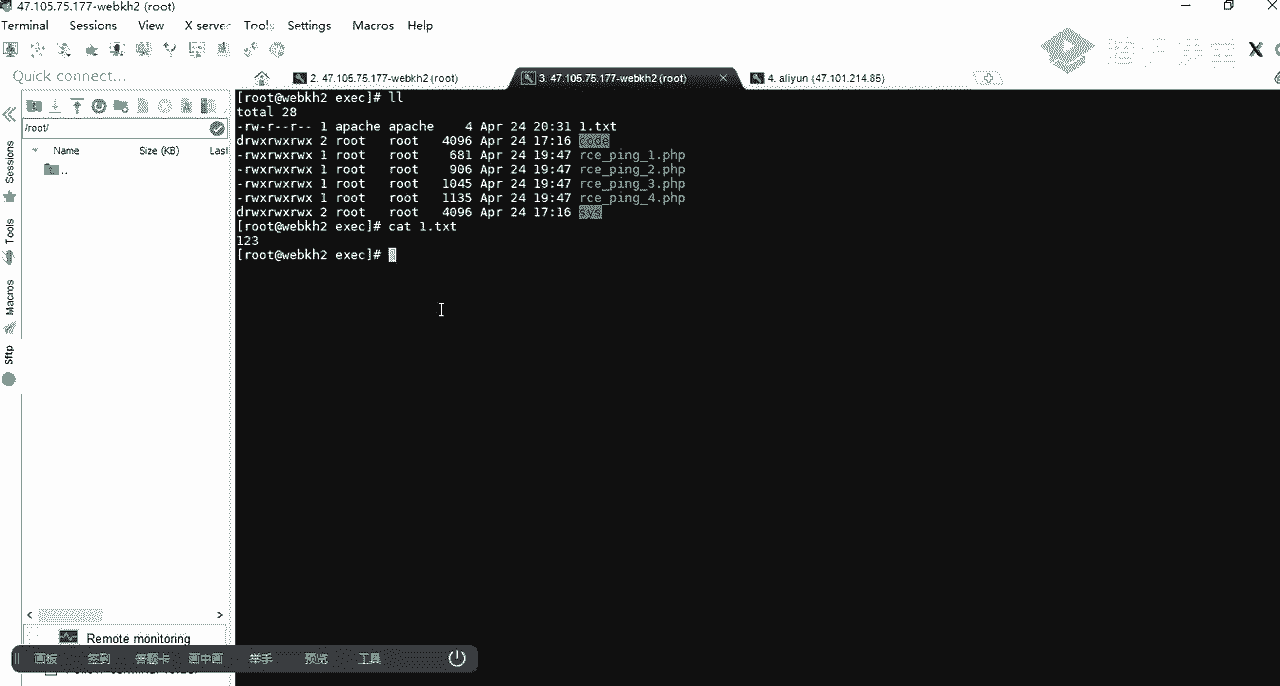 47.105.75.177-webkh2 (root)
Terminal Sessions View X server Tools Settings Macros Help
Quick connect...
2. 47.105.75.177-webkh2 (root)
3. 47.105.75.177-webkh2 (root)
4. aliyun (47.101.214.85)
/root/
Name Size (KB) Last
..
Sessions
Tools
Macros
Sftp
[root@webkh2 exec]# ll
total 28
-rw-r--r-- 1 apache apache 4 Apr 24 20:31 1.txt
drwxrwxrwx 2 root root 4096 Apr 24 17:16 code
-rwxrwxrwx 1 root root 681 Apr 24 19:47 rce_ping_1.php
-rwxrwxrwx 1 root root 906 Apr 24 19:47 rce_ping_2.php
-rwxrwxrwx 1 root root 1045 Apr 24 19:47 rce_ping_3.php
-rwxrwxrwx 1 root root 1135 Apr 24 19:47 rce_ping_4.php
drwxrwxrwx 2 root root 4096 Apr 24 17:16 sys
[root@webkh2 exec]# cat 1.txt
123
[root@webkh2 exec]#
Remote monitoring
画板 签到 答题卡 画中画 举手 预览 工具